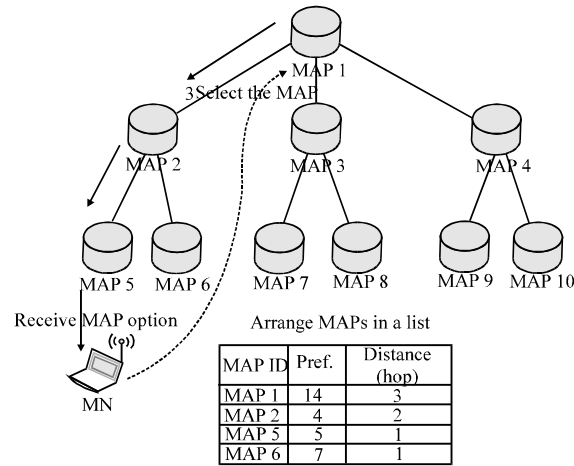 MAP 1
3Select the MAP
MAP 2 MAP 3 MAP 4
MAP 5 MAP 6 MAP 7 MAP 8 MAP 9 MAP 10
Receive MAP option
Arrange MAPs in a list
MN
MAP ID Pref. Distance (hop)
MAP 1 14 3
MAP 2 4 2
MAP 5 5 1
MAP 6 7 1